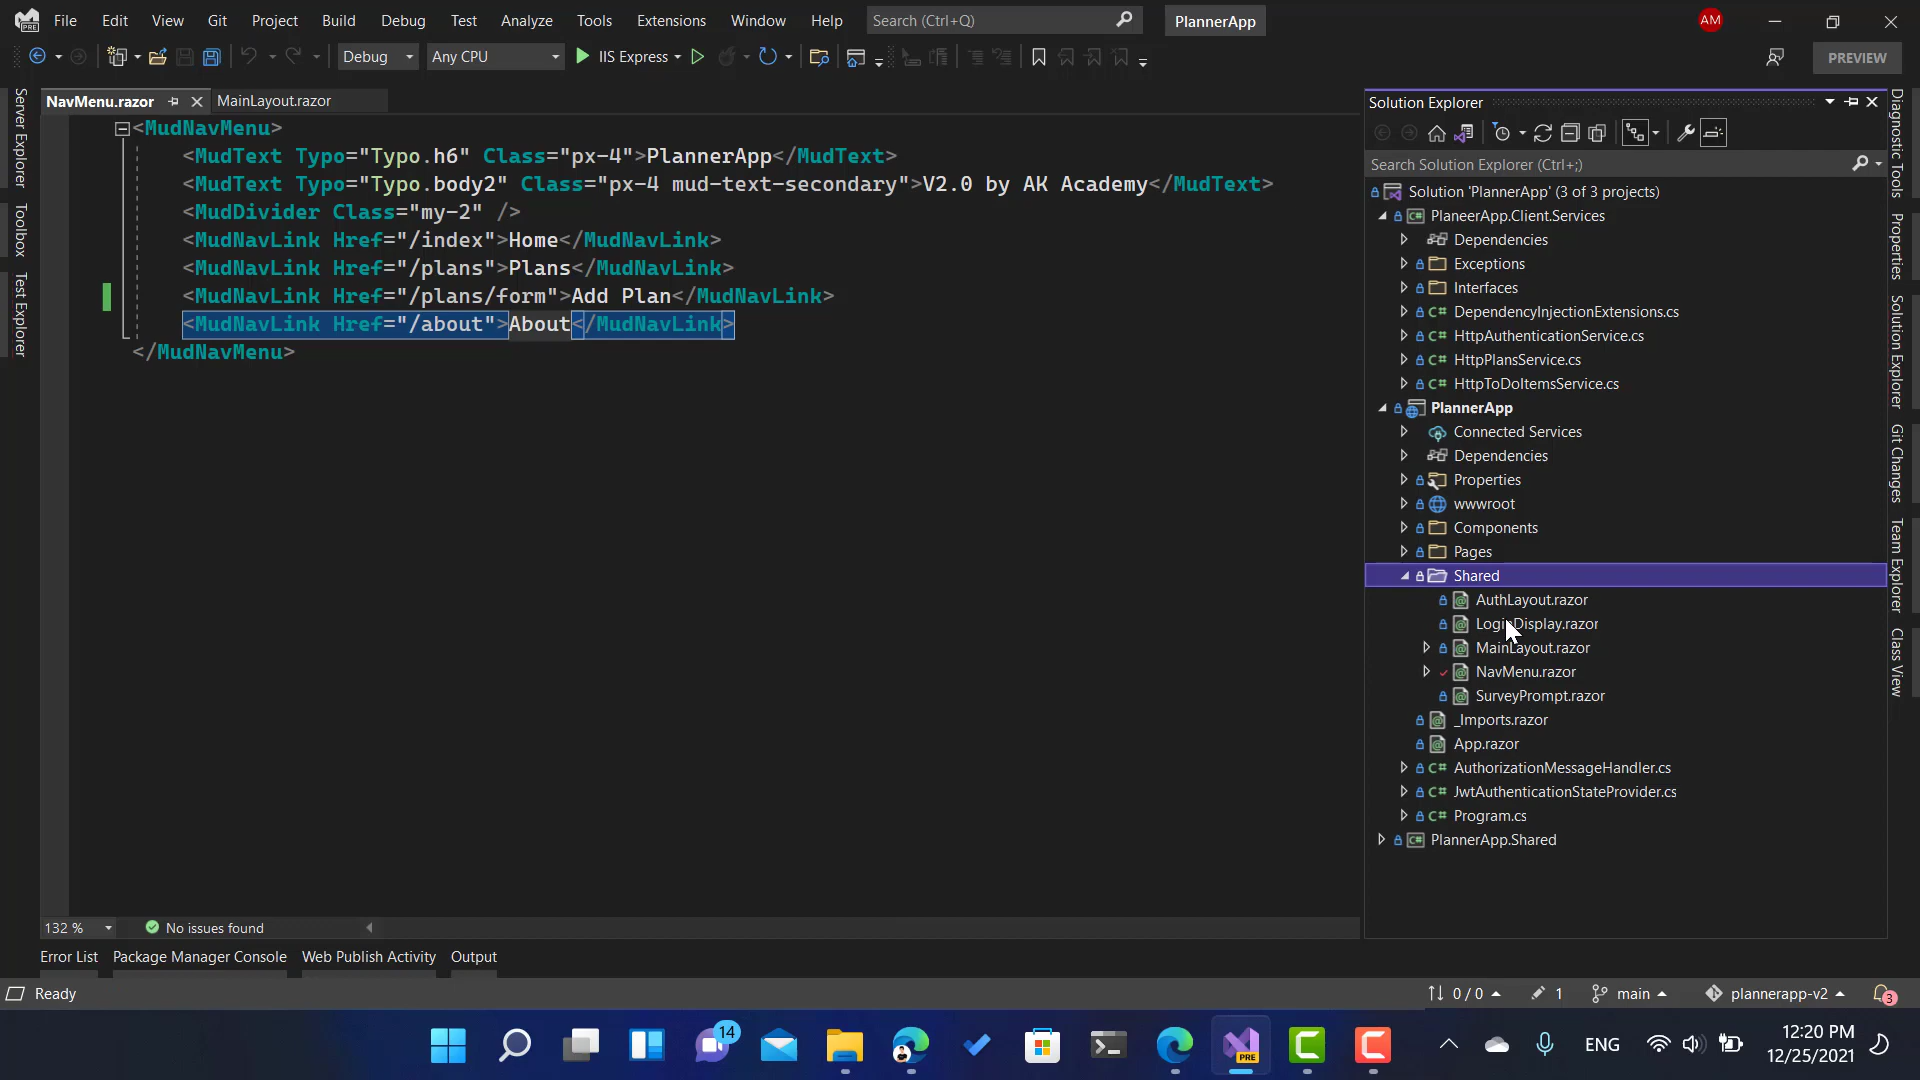 File Edit View Git Project Build Debug Test Analyze Tools Extensions Window Help Search (Ctrl+Q) PlannerApp AM
Debug Any CPU IIS Express PREVIEW
NavMenu.razor MainLayout.razor
<MudNavMenu>
<MudText Typo="Typo.h6" Class="px-4">PlannerApp</MudText>
<MudText Typo="Typo.body2" Class="px-4 mud-text-secondary">V2.0 by AK Academy</MudText>
<MudDivider Class="my-2" />
<MudNavLink Href="/index">Home</MudNavLink>
<MudNavLink Href="/plans">Plans</MudNavLink>
<MudNavLink Href="/plans/form">Add Plan</MudNavLink>
<MudNavLink Href="/about">About</MudNavLink>
</MudNavMenu>
Server Explorer
Toolbox
Test Explorer
132 % No issues found
Solution Explorer
Search Solution Explorer (Ctrl+;)
Solution 'PlannerApp' (3 of 3 projects)
PlaneerApp.Client.Services
Dependencies
Exceptions
Interfaces
DependencyInjectionExtensions.cs
HttpAuthenticationService.cs
HttpPlansService.cs
HttpToDoItemsService.cs
PlannerApp
Connected Services
Dependencies
Properties
wwwroot
Components
Pages
Shared
AuthLayout.razor
LoginDisplay.razor
MainLayout.razor
NavMenu.razor
SurveyPrompt.razor
_Imports.razor
App.razor
AuthorizationMessageHandler.cs
JwtAuthenticationStateProvider.cs
Program.cs
PlannerApp.Shared
Diagnostic Tools
Properties
Solution Explorer
Git Changes
Team Explorer
Class View
Error List Package Manager Console Web Publish Activity Output
Ready 0 / 0 1 main plannerapp-v2 3
14 PRE ENG 12:20 PM
12/25/2021